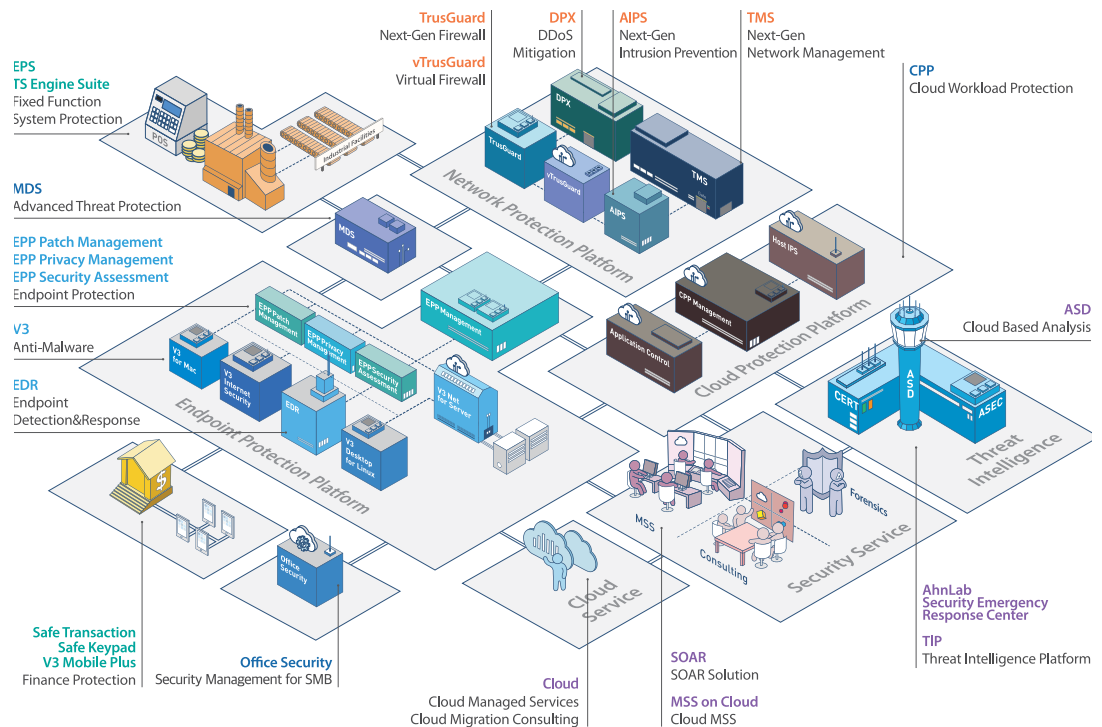 TrusGuard
Next-Gen Firewall
vTrusGuard
Virtual Firewall
DPX
DDoS
Mitigation
AIPS
Next-Gen
Intrusion Prevention
TMS
Next-Gen
Network Management
CPP
Cloud Workload Protection
EPS
TS Engine Suite
Fixed Function
System Protection
POS
Industrial Facilities
DPX
TrusGuard
vTrusGuard
AIPS
TMS
Network Protection Platform
MDS
Advanced Threat Protection
MDS
EPP Patch Management
EPP Privacy Management
EPP Security Assessment
Endpoint Protection
Host IPS
CPP Management
Application Control
Cloud Protection Platform
EPP Management
EPP Patch
Management
EPP Privacy
Management
EPP Security
Assessment
V3
Anti-Malware
V3
for Mac
V3
Internet
Security
EDR
V3
Desktop
for Linux
V3 Net
for Server
Endpoint Protection
Platform
EDR
Endpoint
Detection&Response
ASD
Cloud Based Analysis
ASD
CERT
ASEC
Threat
Intelligence
$
Office
Security
MSS
Consulting
Forensics
Security Service
Cloud
Service
Safe Transaction
Safe Keypad
V3 Mobile Plus
Finance Protection
Office Security
Security Management for SMB
Cloud
Cloud Managed Services
Cloud Migration Consulting
SOAR
SOAR Solution
MSS on Cloud
Cloud MSS
AhnLab
Security Emergency
Response Center
TIP
Threat Intelligence Platform